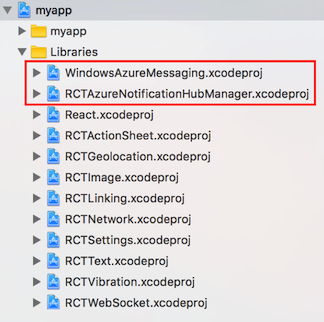 myapp
myapp
Libraries
WindowsAzureMessaging.xcodeproj
RCTAzureNotificationHubManager.xcodeproj
React.xcodeproj
RCTActionSheet.xcodeproj
RCTGeolocation.xcodeproj
RCTImage.xcodeproj
RCTLinking.xcodeproj
RCTNetwork.xcodeproj
RCTSettings.xcodeproj
RCTText.xcodeproj
RCTVibration.xcodeproj
RCTWebSocket.xcodeproj